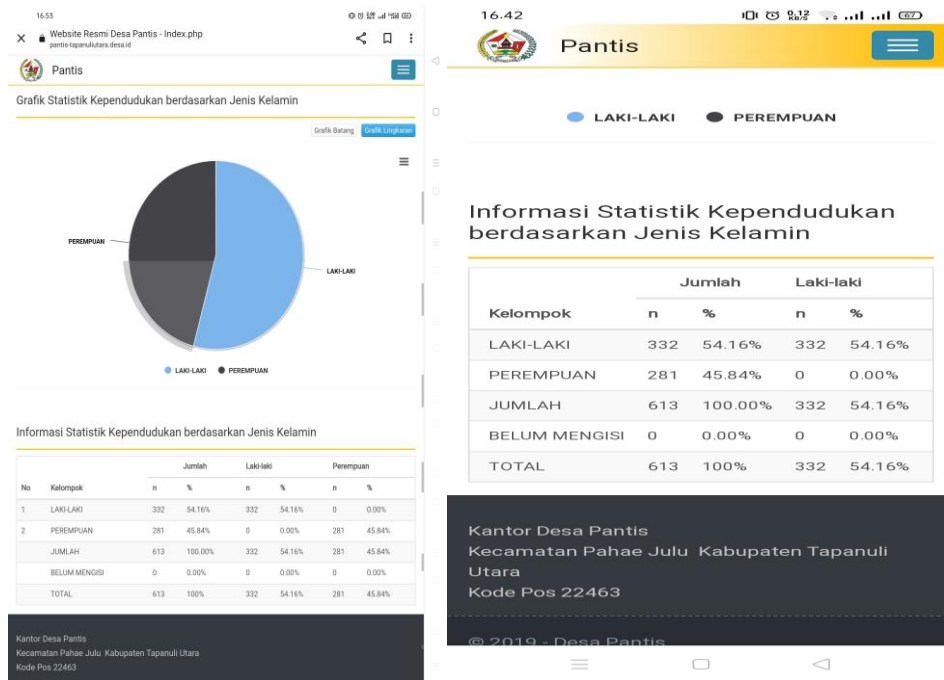 16.53
Website Resmi Desa Pantis - Index.php
pantis-tapanuliutara.desa.id
Pantis
Grafik Statistik Kependudukan berdasarkan Jenis Kelamin
Grafik Batang Grafik Lingkaran
PEREMPUAN
LAKI-LAKI
LAKI-LAKI PEREMPUAN
Informasi Statistik Kependudukan berdasarkan Jenis Kelamin
Jumlah Laki-laki Perempuan
No Kelompok n % n % n %
1 LAKI-LAKI 332 54.16% 332 54.16% 0 0.00%
2 PEREMPUAN 281 45.84% 0 0.00% 281 45.84%
JUMLAH 613 100.00% 332 54.16% 281 45.84%
BELUM MENGISI 0 0.00% 0 0.00% 0 0.00%
TOTAL 613 100% 332 54.16% 281 45.84%
Kantor Desa Pantis
Kecamatan Pahae Julu Kabupaten Tapanuli Utara
Kode Pos 22463
16.42
0.12 KB/S 67
Pantis
LAKI-LAKI PEREMPUAN
Informasi Statistik Kependudukan
berdasarkan Jenis Kelamin
Jumlah Laki-laki
Kelompok n % n %
LAKI-LAKI 332 54.16% 332 54.16%
PEREMPUAN 281 45.84% 0 0.00%
JUMLAH 613 100.00% 332 54.16%
BELUM MENGISI 0 0.00% 0 0.00%
TOTAL 613 100% 332 54.16%
Kantor Desa Pantis
Kecamatan Pahae Julu Kabupaten Tapanuli
Utara
Kode Pos 22463
© 2019 - Desa Pantis